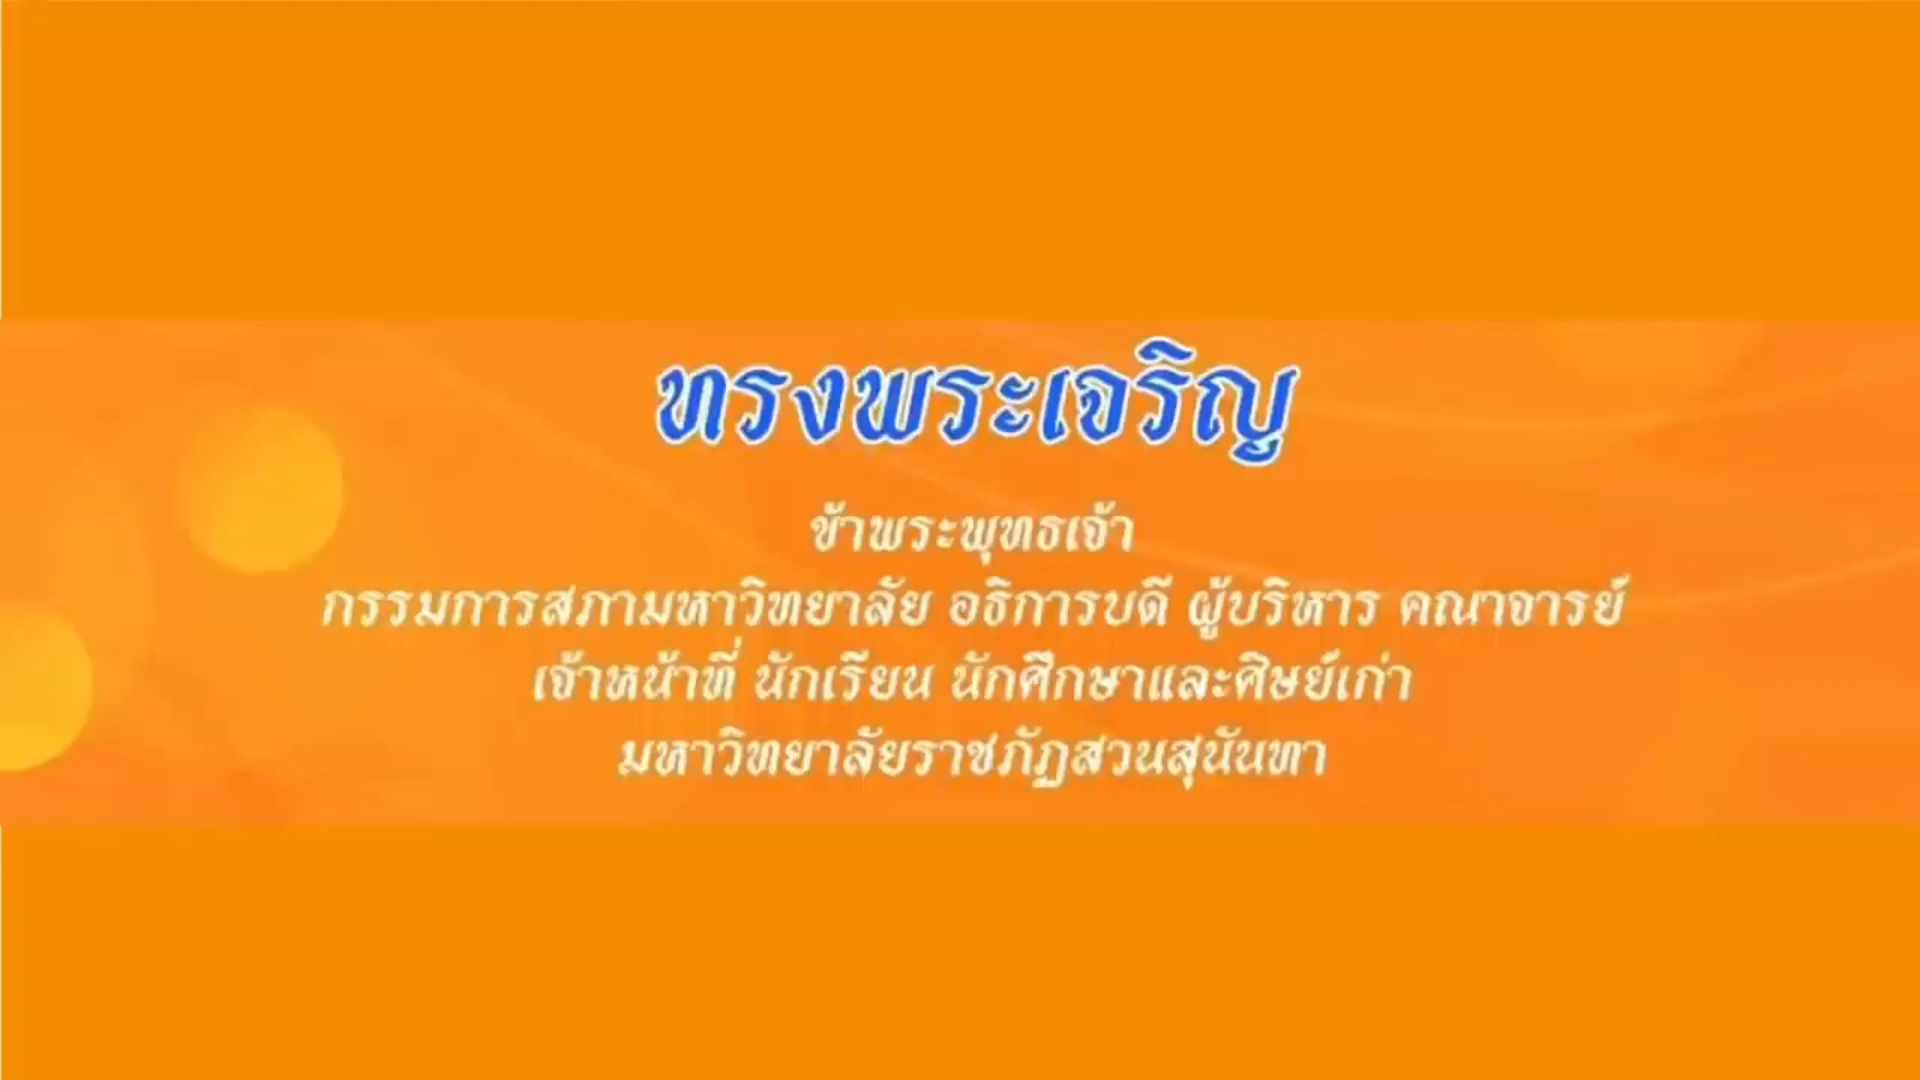 ทรงพระเจริญ
ข้าพระพุทธเจ้า
กรรมการสภามหาวิทยาลัย อธิการบดี ผู้บริหาร คณาจารย์
เจ้าหน้าที่ นักเรียน นักศึกษาและศิษย์เก่า
มหาวิทยาลัยราชภัฏสวนสุนันทา